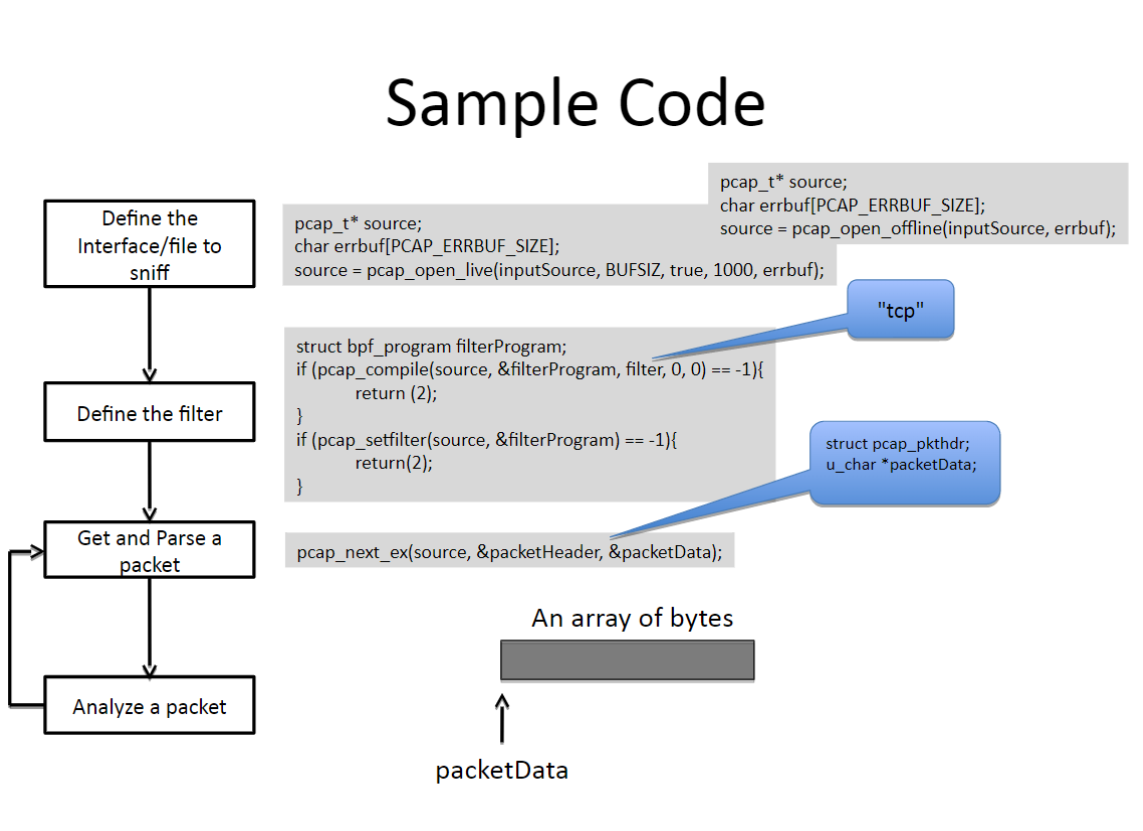 Sample Code
Define the
Interface/file to
sniff
pcap_t* source;
char errbuf[PCAP_ERRBUF_SIZE];
source = pcap_open_live(inputSource, BUFSIZ, true, 1000, errbuf);
pcap_t* source;
char errbuf[PCAP_ERRBUF_SIZE];
source = pcap_open_offline(inputSource, errbuf);
"tcp"
Define the filter
struct bpf_program filterProgram;
if (pcap_compile(source, &filterProgram, filter, 0, 0) == -1){
return (2);
}
if (pcap_setfilter(source, &filterProgram) == -1){
return(2);
}
struct pcap_pkthdr;
u_char *packetData;
Get and Parse a
packet
pcap_next_ex(source, &packetHeader, &packetData);
An array of bytes
packetData
Analyze a packet